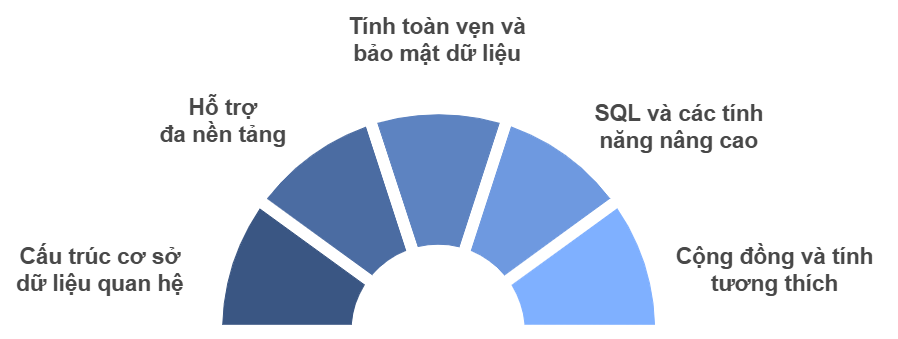 Tính toàn vẹn và
bảo mật dữ liệu
Hỗ trợ
đa nền tảng
SQL và các tính
năng nâng cao
Cấu trúc cơ sở
dữ liệu quan hệ
Cộng đồng và tính
tương thích